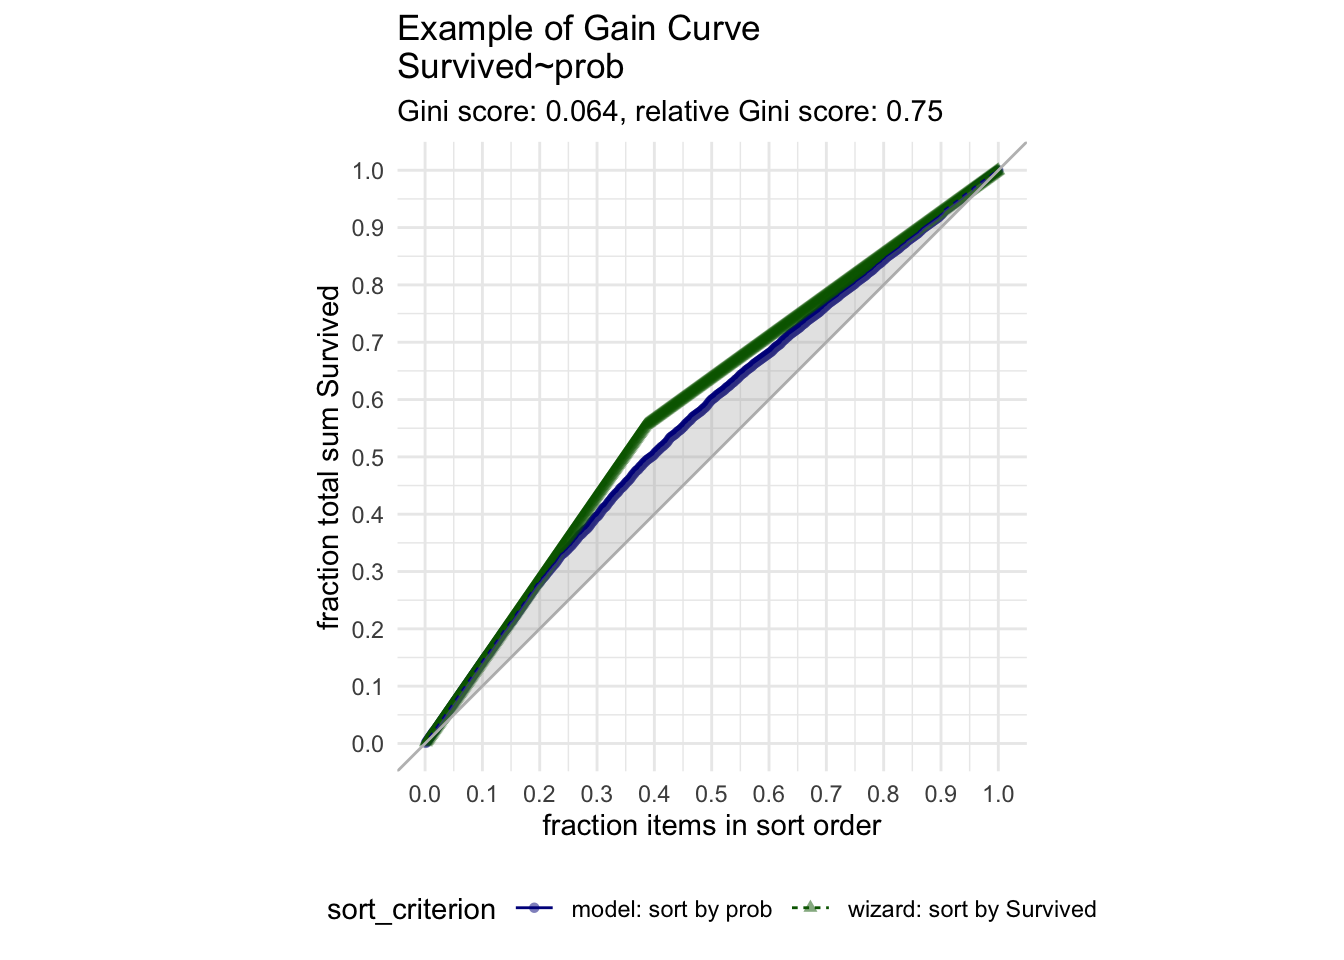 Example of Gain Curve
Survived~prob
Gini score: 0.064, relative Gini score: 0.75
fraction total sum Survived
1.0
0.9
0.8
0.7
0.6
0.5
0.4
0.3
0.2
0.1
0.0
0.0 0.1 0.2 0.3 0.4 0.5 0.6 0.7 0.8 0.9 1.0
fraction items in sort order
sort_criterion model: sort by prob wizard: sort by Survived